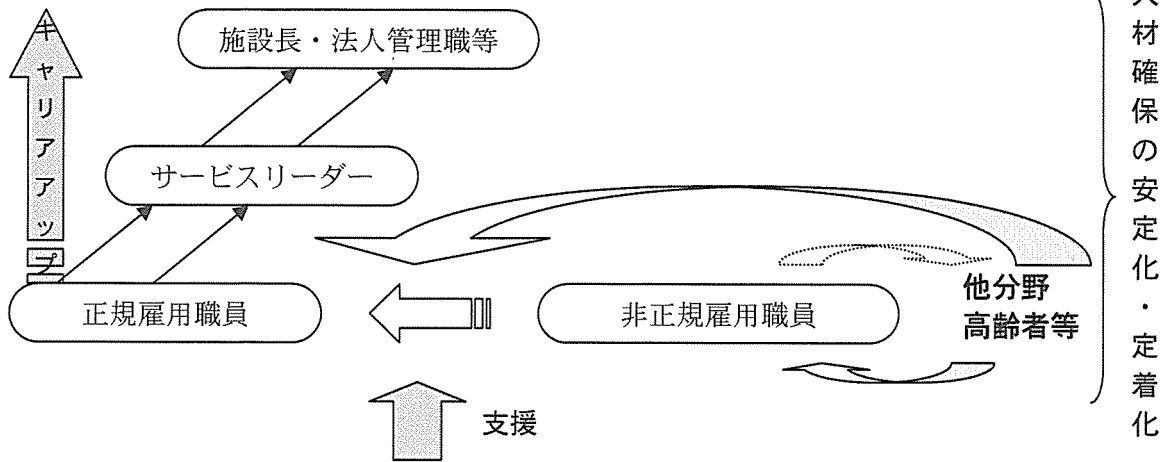 キャリアアップ
施設長・法人管理職等
サービスリーダー
正規雇用職員
非正規雇用職員
他分野
高齢者等
支援
材確保の安定化・定着化